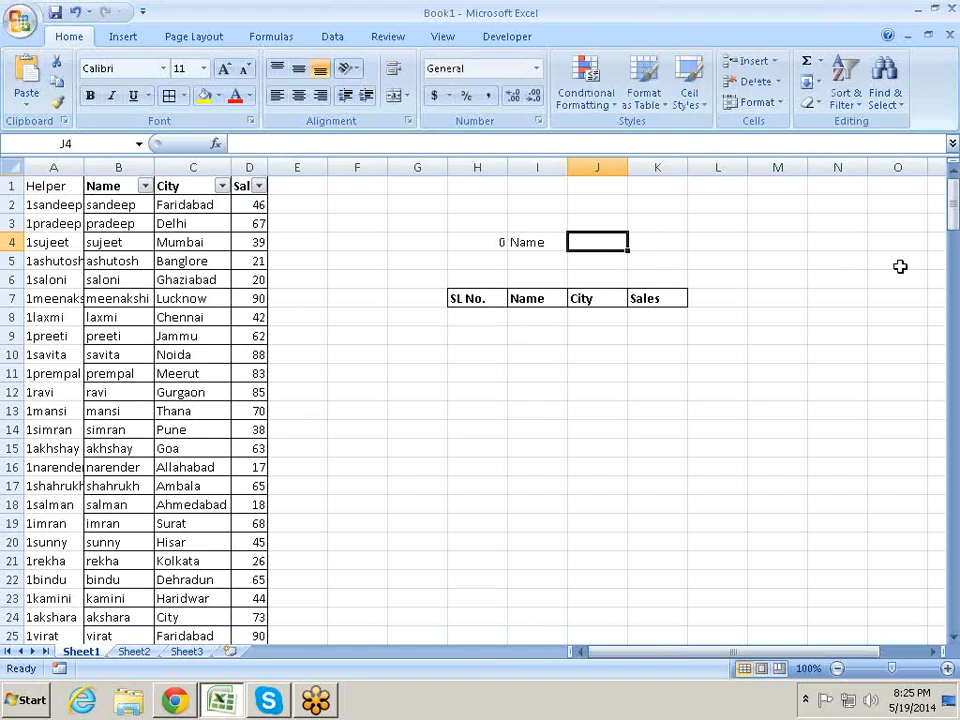 Book1 - Microsoft Excel
Home Insert Page Layout Formulas Data Review View Developer
Paste
Calibri 11 A A
General
Conditional Formatting
Format as Table
Cell Styles
Insert
Delete
Format
Sort & Filter
Find & Select
B I U A
$ % ,
Clipboard Font Alignment Number Styles Cells Editing
J4 fx
A B C D E F G H I J K L M N O
1 Helper Name City Sal
2 1sandeep sandeep Faridabad 46
3 1pradeep pradeep Delhi 67
4 1sujeet sujeet Mumbai 39 0 Name
5 1ashutosh ashutosh Banglore 21
6 1saloni saloni Ghaziabad 20
7 1meenaks meenakshi Lucknow 90 SL No. Name City Sales
8 1laxmi laxmi Chennai 42
9 1preeti preeti Jammu 62
10 1savita savita Noida 88
11 1prempal prempal Meerut 83
12 1ravi ravi Gurgaon 85
13 1mansi mansi Thana 70
14 1simran simran Pune 38
15 1akhshay akhshay Goa 63
16 1narender narender Allahabad 17
17 1shahrukh shahrukh Ambala 65
18 1salman salman Ahmedabad 18
19 1imran imran Surat 68
20 1sunny sunny Hisar 45
21 1rekha rekha Kolkata 26
22 1bindu bindu Dehradun 65
23 1kamini kamini Haridwar 44
24 1akshara akshara City 73
25 1virat virat Faridabad 90
Sheet1 Sheet2 Sheet3
Ready 100%
Start 8:25 PM
5/19/2014